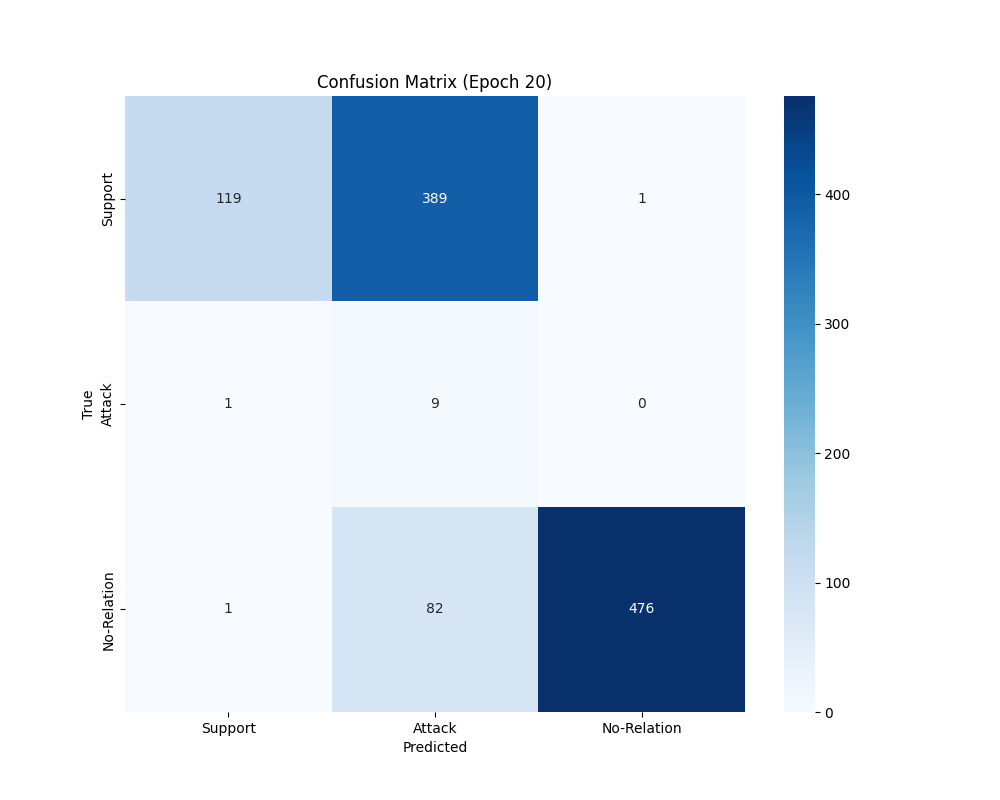 Confusion Matrix (Epoch 20)
Support
119
389
1
True
Attack
1
9
0
No-Relation
1
82
476
Support
Attack
No-Relation
Predicted
400
300
200
100
0